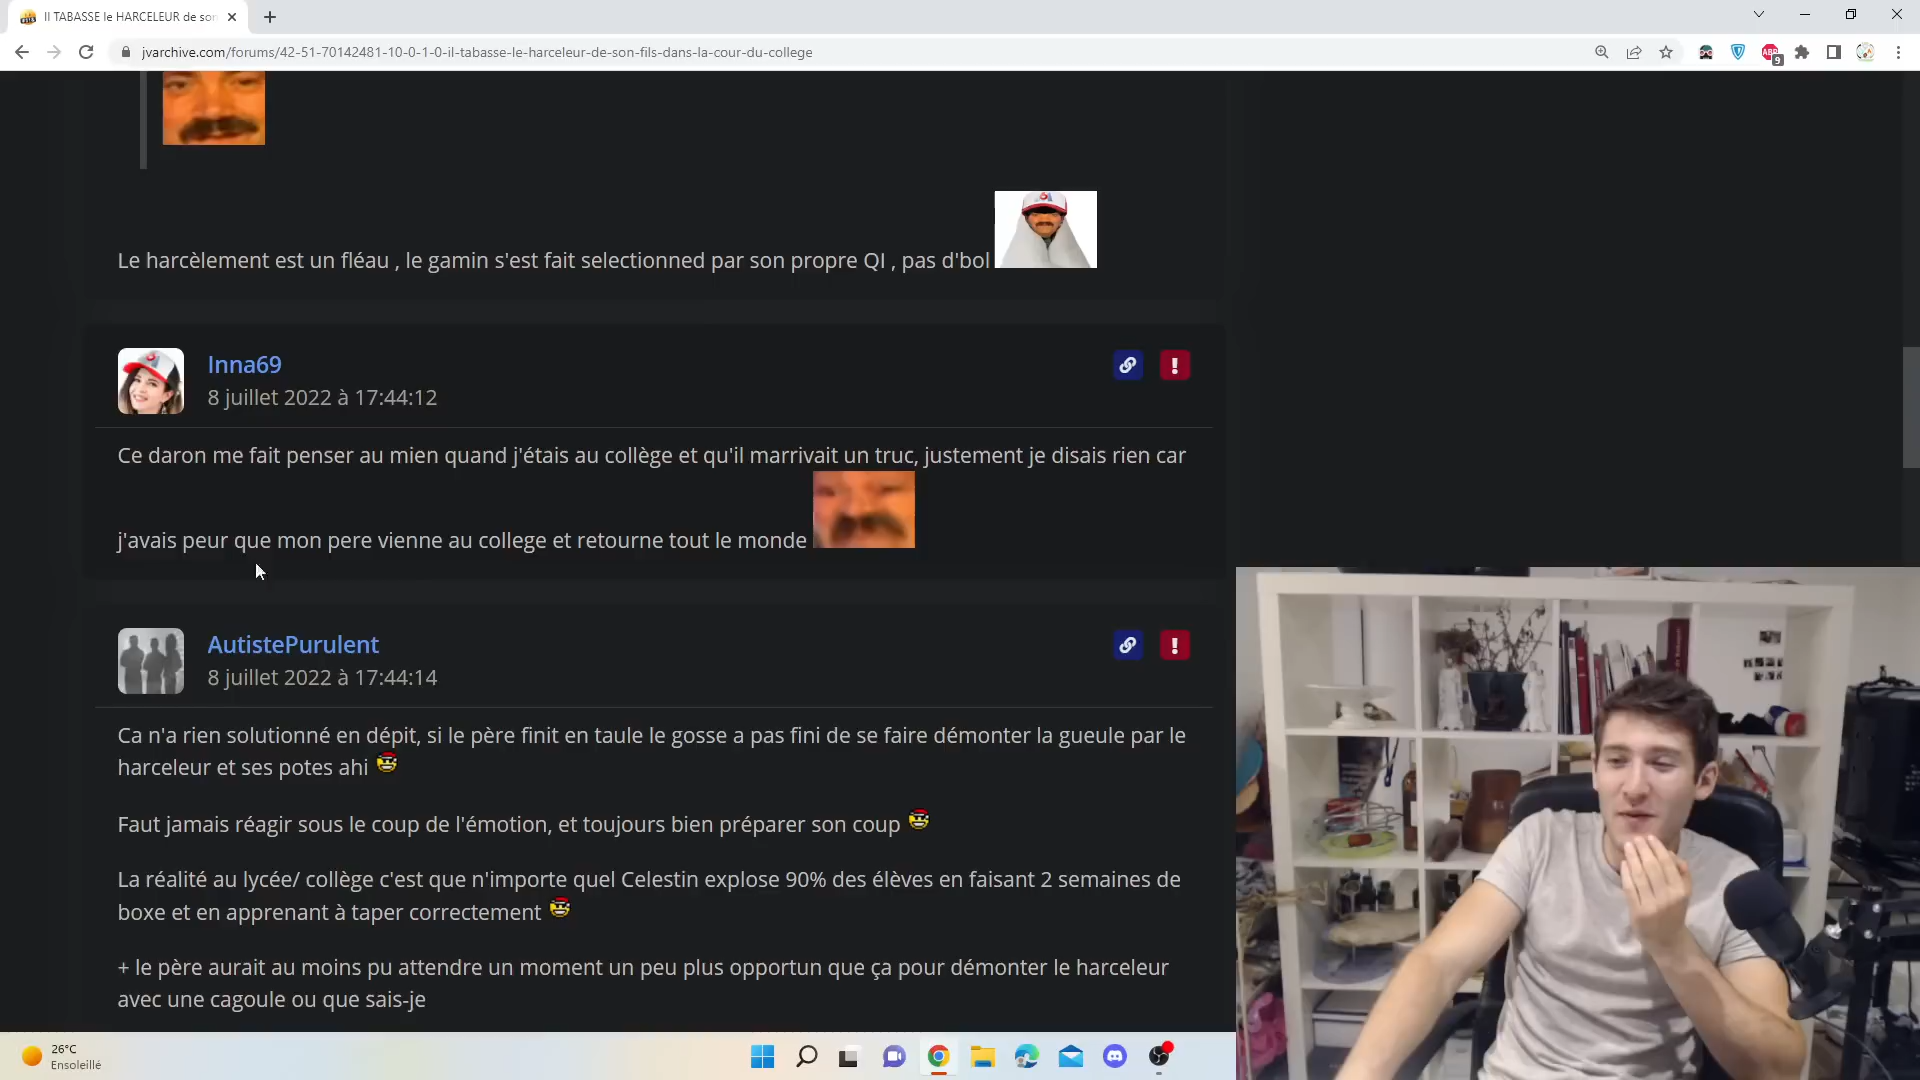 Il TABASSE le HARCELEUR de son
jvarchive.com/forums/42-51-70142481-10-0-1-0-il-tabasse-le-harceleur-de-son-fils-dans-la-cour-du-college
ABP
9
Le harcèlement est un fléau , le gamin s'est fait selectionned par son propre QI , pas d'bol
Inna69
8 juillet 2022 à 17:44:12
Ce daron me fait penser au mien quand j'étais au collège et qu'il marrivait un truc, justement je disais rien car
j'avais peur que mon pere vienne au college et retourne tout le monde
AutistePurulent
8 juillet 2022 à 17:44:14
Ca n'a rien solutionné en dépit, si le père finit en taule le gosse a pas fini de se faire démonter la gueule par le
harceleur et ses potes ahi
Faut jamais réagir sous le coup de l'émotion, et toujours bien préparer son coup
La réalité au lycée/ collège c'est que n'importe quel Celestin explose 90% des élèves en faisant 2 semaines de
boxe et en apprenant à taper correctement
+ le père aurait au moins pu attendre un moment un peu plus opportun que ça pour démonter le harceleur
avec une cagoule ou que sais-je
26°C
Ensoleillé